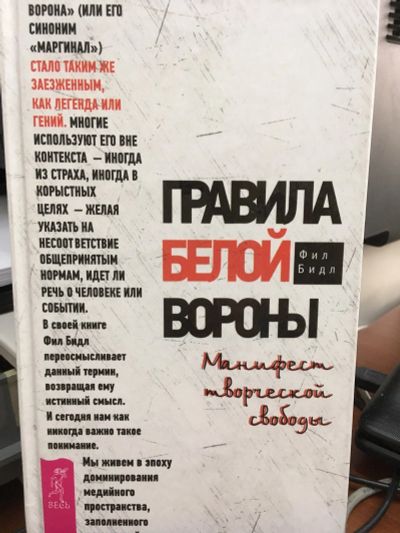 ВОРОНА» (ИЛИ ЕГО
СИНОНИМ
«МАРГИНАЛ»)
СТАЛО ТАКИМ ЖЕ
ЗАЕЗЖЕННЫМ,
КАК ЛЕГЕНДА ИЛИ
ГЕНИЙ. МНОГИЕ
ИСПОЛЬЗУЮТ ЕГО ВНЕ
КОНТЕКСТА — ИНОГДА
ИЗ СТРАХА, ИНОГДА В
КОРЫСТНЫХ
ЦЕЛЯХ — ЖЕЛАЯ
УКАЗАТЬ НА
НЕСООТВЕТСТВИЕ
ОБЩЕПРИНЯТЫМ
НОРМАМ, ИДЕТ ЛИ
РЕЧЬ О ЧЕЛОВЕКЕ ИЛИ
СОБЫТИИ.
В своей книге
Фил Бидл
переосмысливает
данный термин,
возвращая ему
истинный смысл.
И сегодня нам как
никогда важно такое
понимание.
Мы живем в эпоху
доминирования
медийного
пространства,
заполненного
ВЕСЬ
ПРАВИЛА
БЕЛОЙ
ВОРОНЫ
Фил
Бидл
Манифест
творческой
свободы